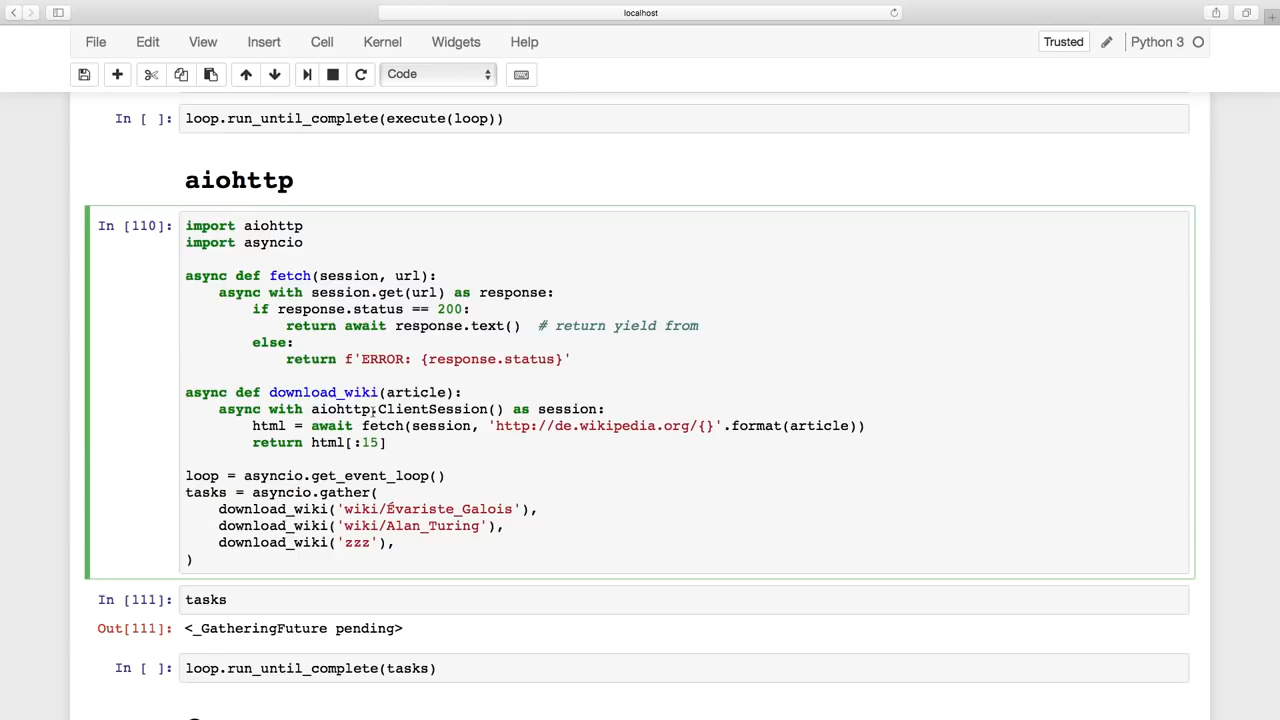 localhost
File Edit View Insert Cell Kernel Widgets Help Trusted Python 3
Code
In [ ]: loop.run_until_complete(execute(loop))
aiohttp
In [110]: import aiohttp
import asyncio
async def fetch(session, url):
async with session.get(url) as response:
if response.status == 200:
return await response.text()  # return yield from
else:
return f'ERROR: {response.status}'
async def download_wiki(article):
async with aiohttp.ClientSession() as session:
html = await fetch(session, 'http://de.wikipedia.org/{}'.format(article))
return html[:15]
loop = asyncio.get_event_loop()
tasks = asyncio.gather(
download_wiki('wiki/Évariste_Galois'),
download_wiki('wiki/Alan_Turing'),
download_wiki('zzz'),
)
In [111]: tasks
Out[111]: <_GatheringFuture pending>
In [ ]: loop.run_until_complete(tasks)